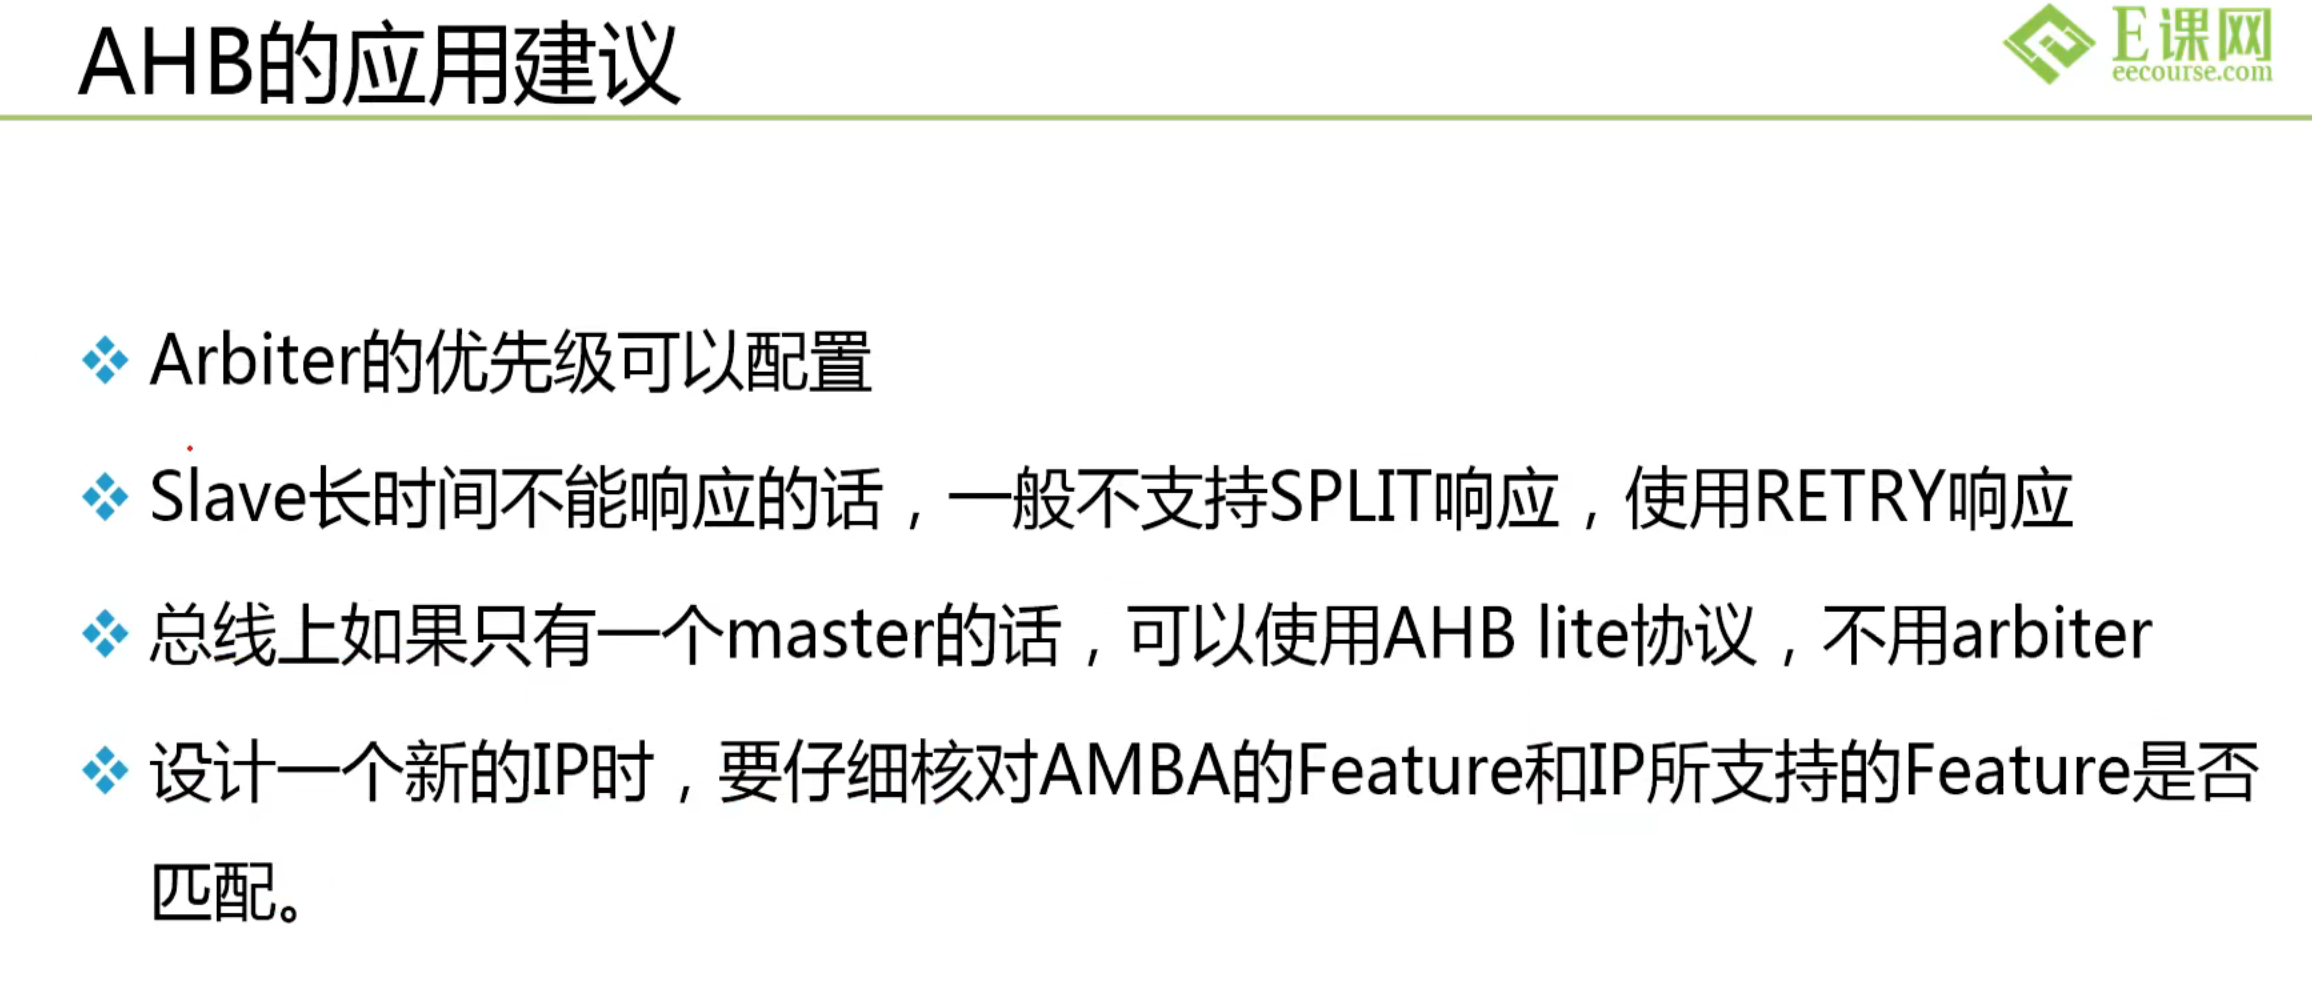 AHB的应用建议
E课网
eecourse.com
Arbiter的优先级可以配置
Slave长时间不能响应的话，一般不支持SPLIT响应，使用RETRY响应
总线上如果只有一个master的话，可以使用AHB lite协议，不用arbiter
设计一个新的IP时，要仔细核对AMBA的Feature和IP所支持的Feature是否
匹配。